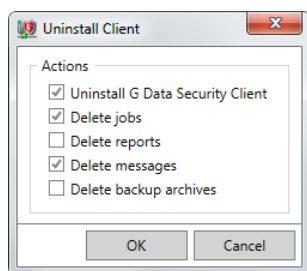 Uninstall Client
Actions
Uninstall G Data Security Client
Delete jobs
Delete reports
Delete messages
Delete backup archives
OK
Cancel